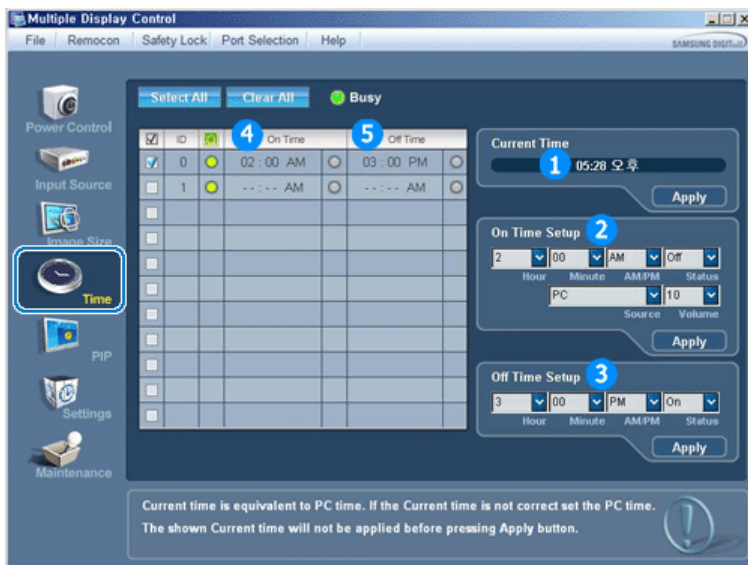 Multiple Display Control
File Remocon Safety Lock Port Selection Help
SAMSUNG DIGITall
Select All Clear All Busy
Power Control
Input Source
Image Size
Time
PIP
Settings
Maintenance
ID 4 On Time 5 Off Time
0 02 : 00 AM 03 : 00 PM
1 - - : - - AM - - : - - AM
Current Time
1 05:28 오후
Apply
On Time Setup 2
2 00 AM Off
Hour Minute AM/PM Status
PC 10
Source Volume
Apply
Off Time Setup 3
3 00 PM On
Hour Minute AM/PM Status
Apply
Current time is equivalent to PC time. If the Current time is not correct set the PC time.
The shown Current time will not be applied before pressing Apply button.